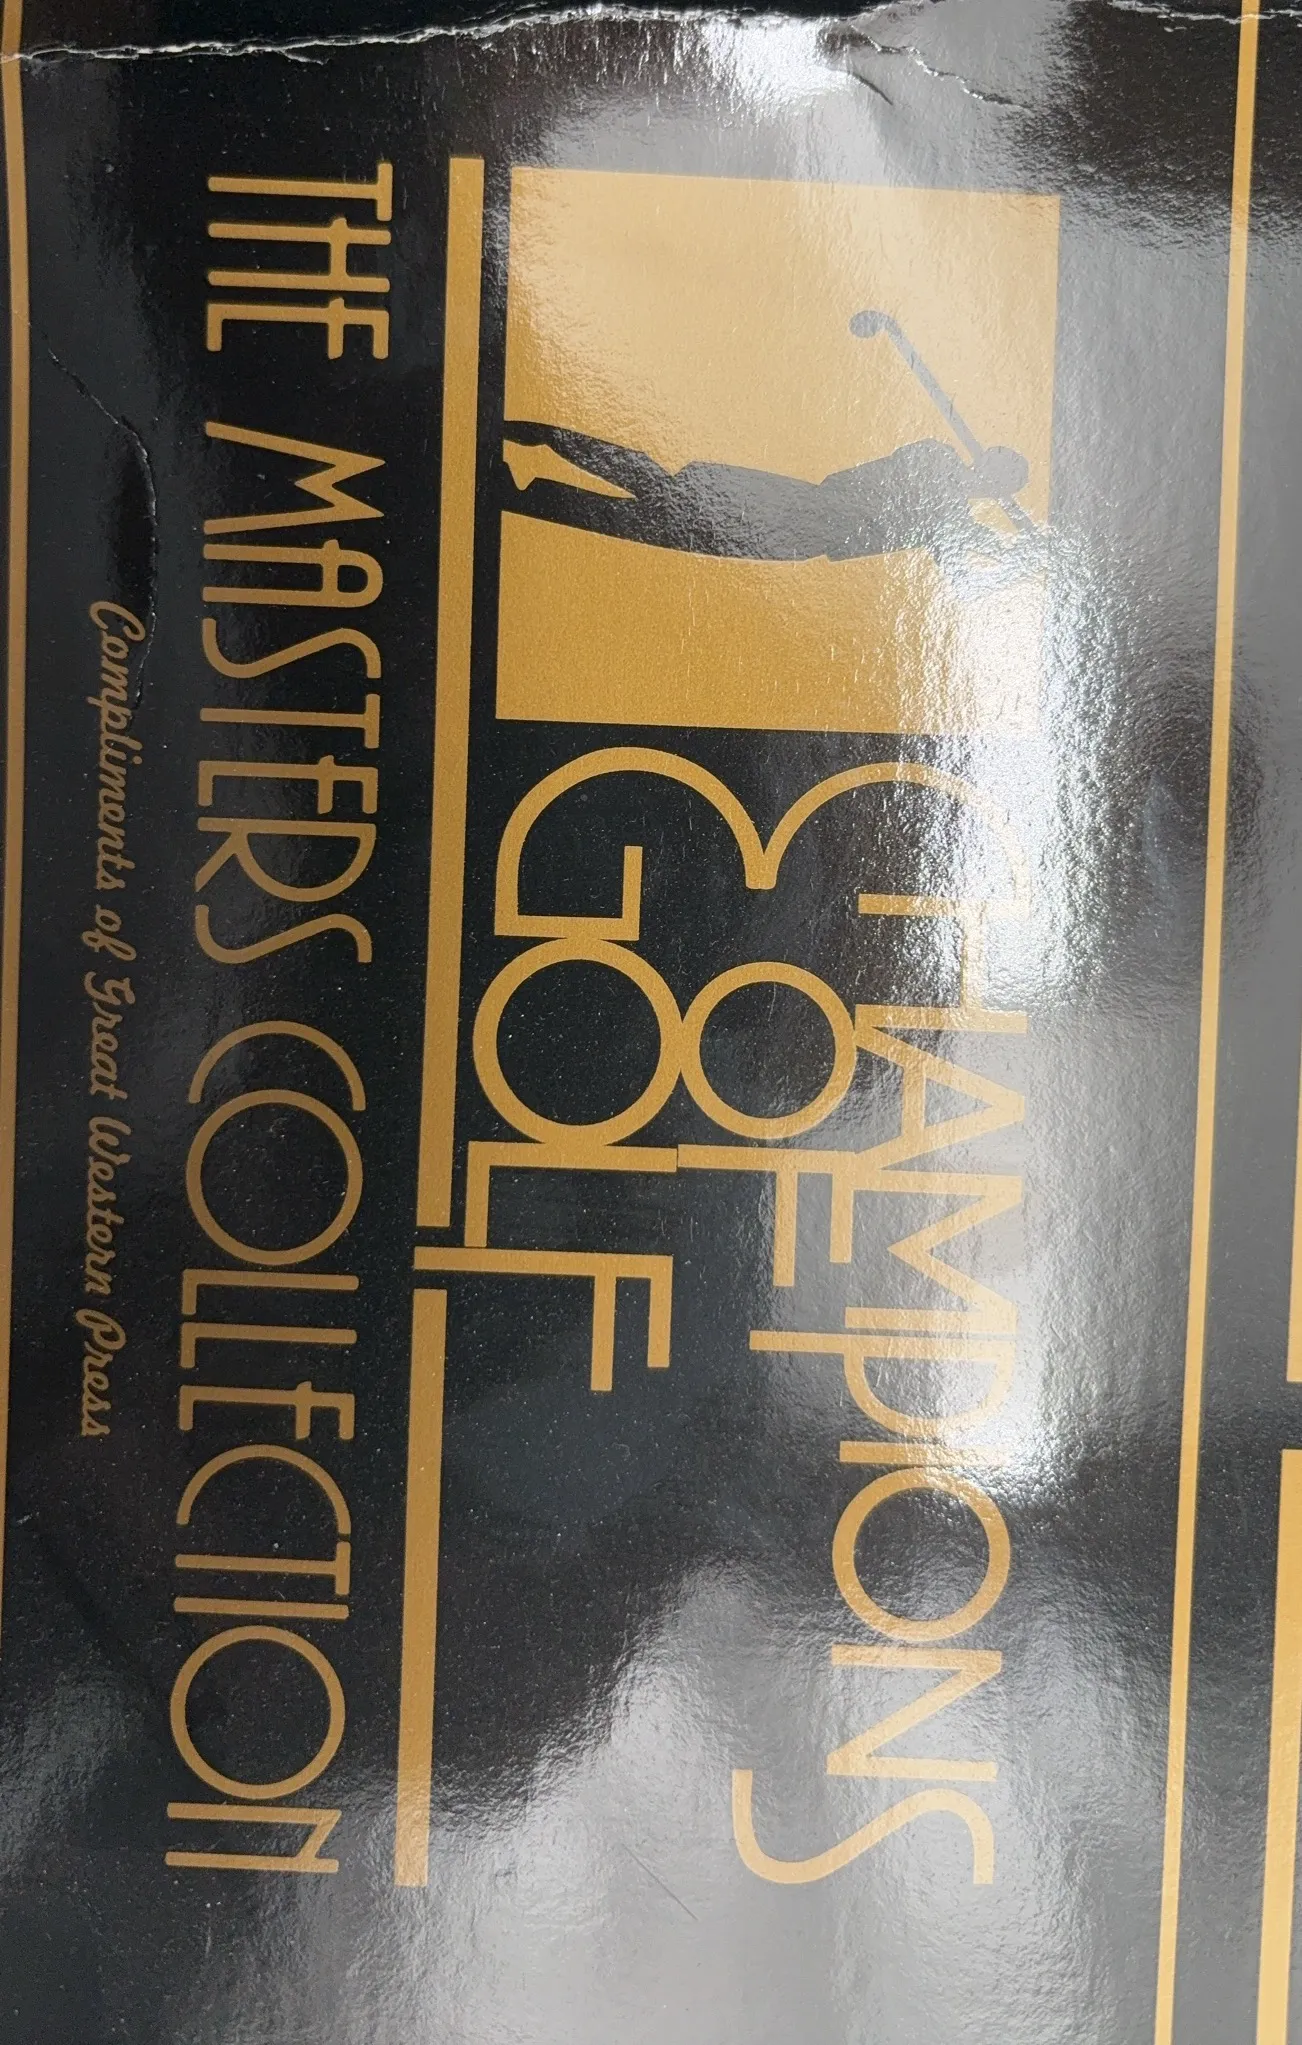 CHAMPIONS
OF
GOLF
THE MASTERS COLLECTION
Compliments of Great Western Press